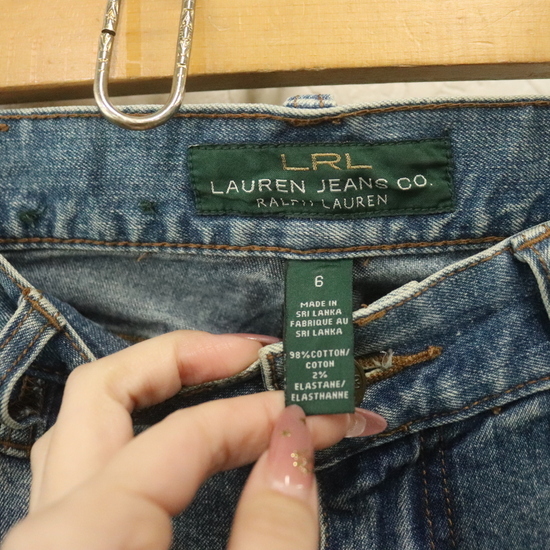 LRL
LAUREN JEANS CO.
RALPH LAUREN
6
MADE IN
SRI LANKA
FABRIQUE AU
SRI LANKA
98%COTTON/
COTON
2%
ELASTANE/
ELASTHANNE